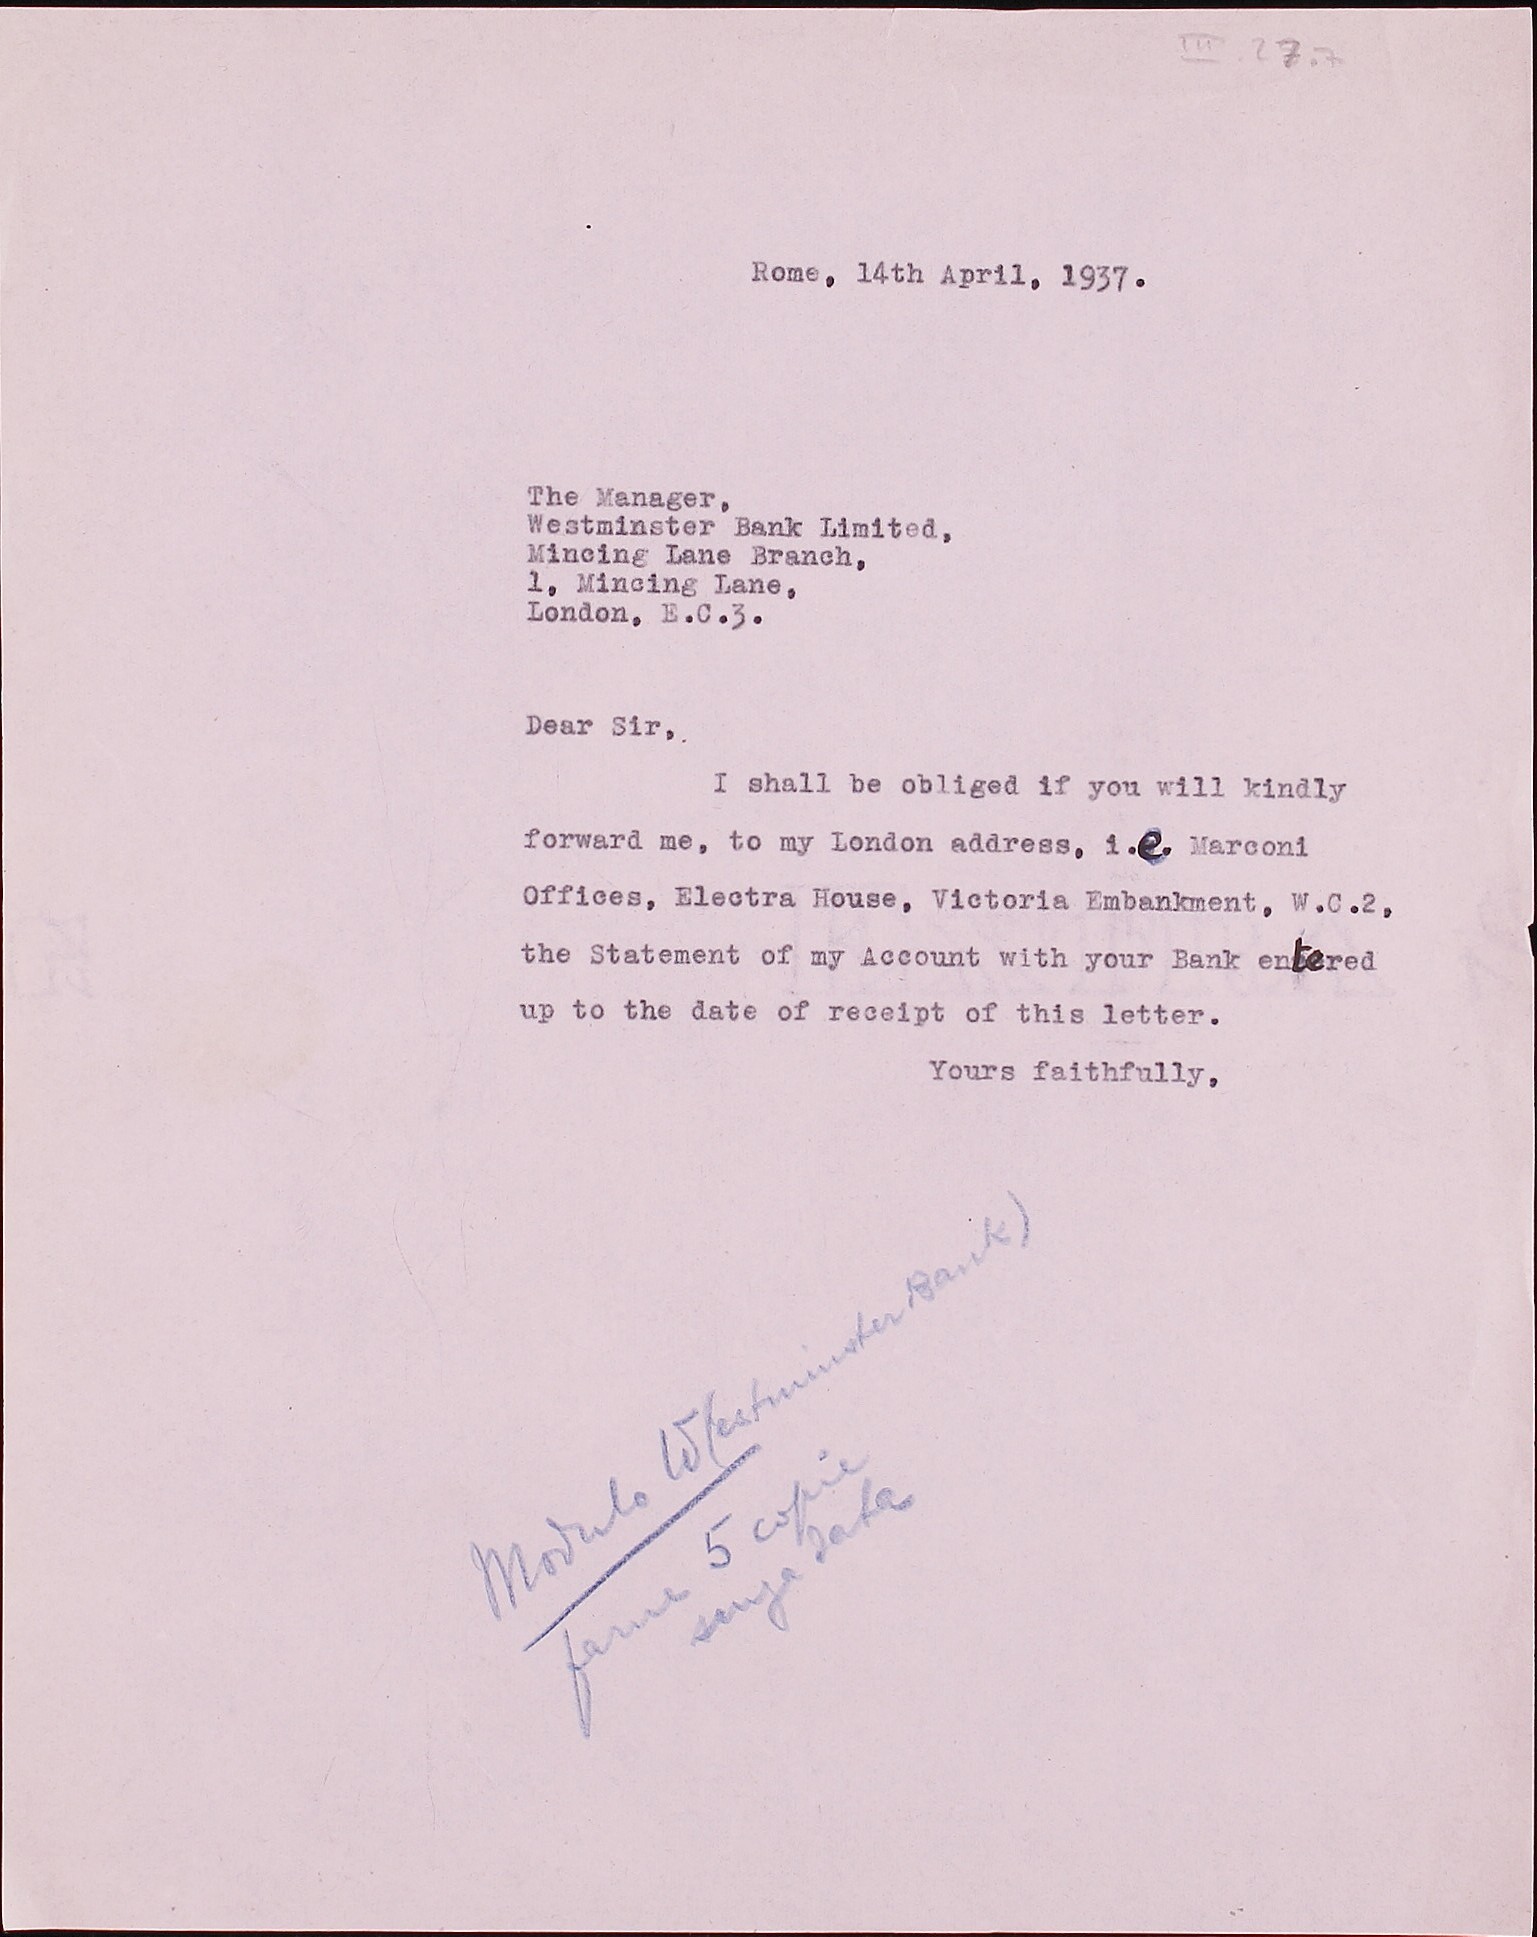 III.27.7
Rome, 14th April, 1937.
The Manager,
Westminster Bank Limited,
Mincing Lane Branch,
1, Mincing Lane,
London, E.C.3.
Dear Sir,.
I shall be obliged if you will kindly
forward me, to my London address, i.e. Marconi
Offices, Electra House, Victoria Embankment, W.C.2,
the Statement of my Account with your Bank entered
up to the date of receipt of this letter.
Yours faithfully,
Modulo W(estminster Bank)
farne 5 copie
senza data